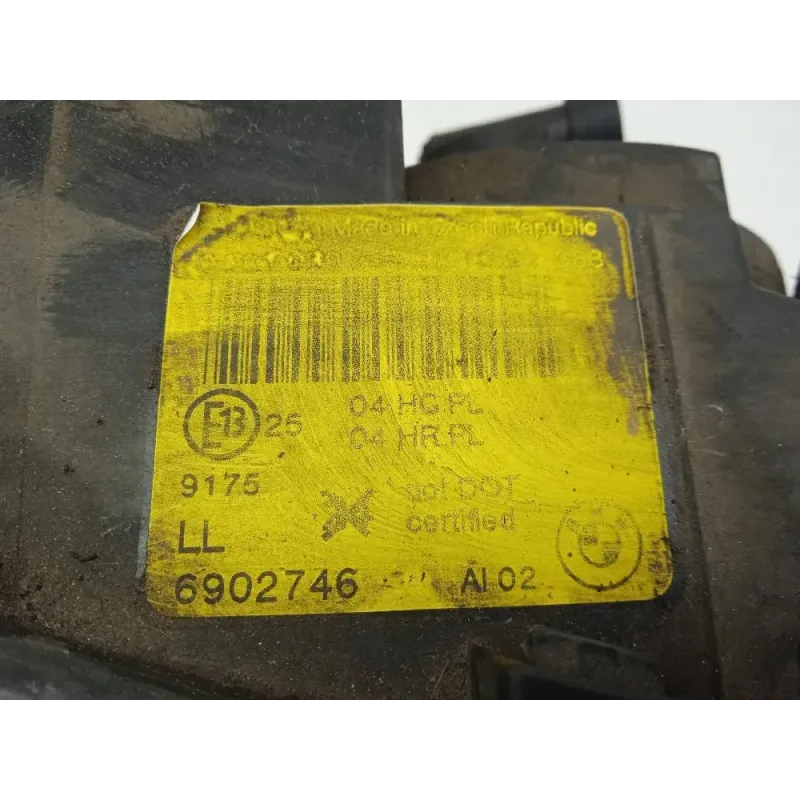 Made in Czech Republic
E13 25
04 HC PL
04 HR PL
9175
not DOT
certified
LL
6902746 AI 02